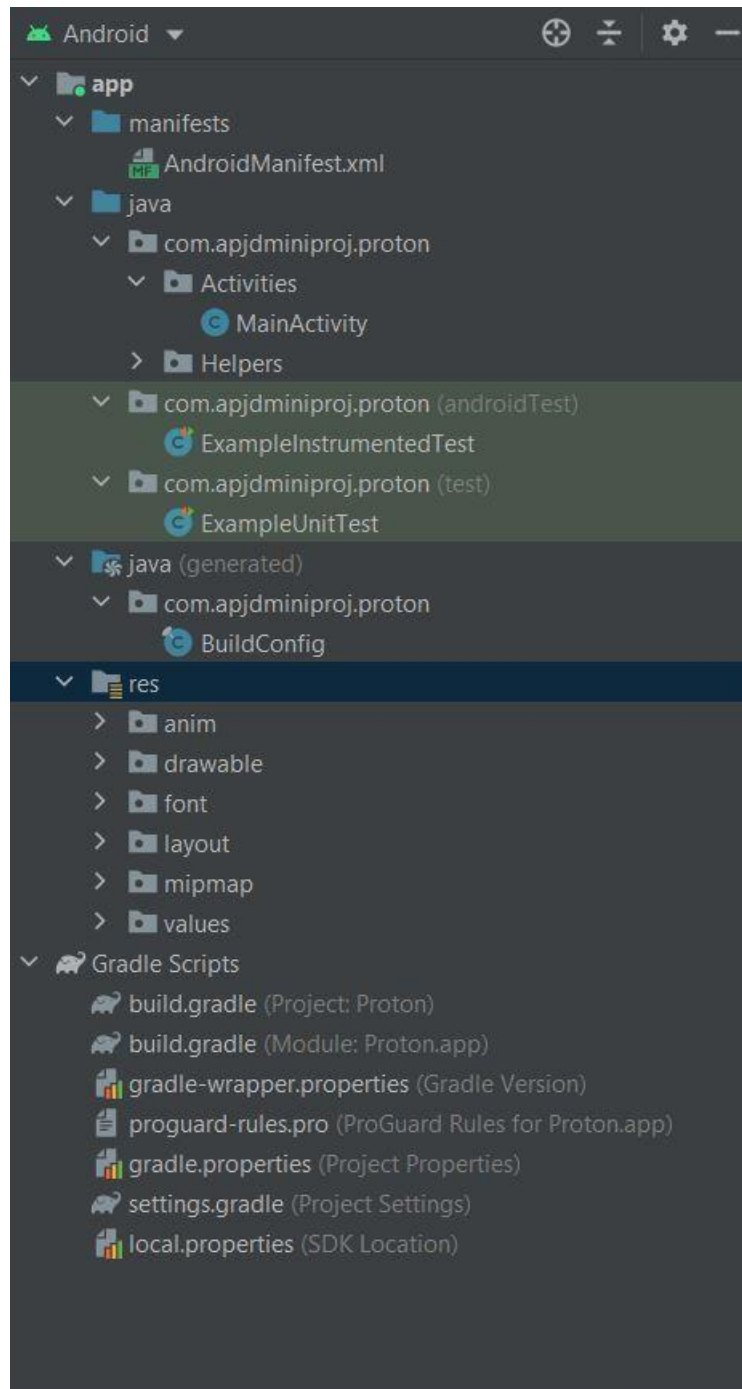 Android
app
manifests
MF AndroidManifest.xml
java
com.apjdminiproj.proton
Activities
C MainActivity
Helpers
com.apjdminiproj.proton (androidTest)
C ExampleInstrumentedTest
com.apjdminiproj.proton (test)
C ExampleUnitTest
java (generated)
com.apjdminiproj.proton
C BuildConfig
res
anim
drawable
font
layout
mipmap
values
Gradle Scripts
build.gradle (Project: Proton)
build.gradle (Module: Proton.app)
gradle-wrapper.properties (Gradle Version)
proguard-rules.pro (ProGuard Rules for Proton.app)
gradle.properties (Project Properties)
settings.gradle (Project Settings)
local.properties (SDK Location)